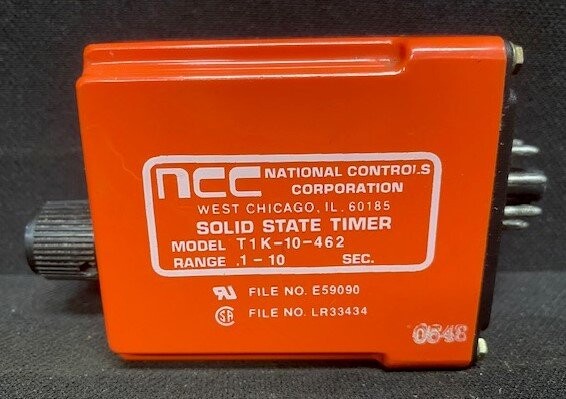 ncc NATIONAL CONTROLS
CORPORATION
WEST CHICAGO, IL. 60185
SOLID STATE TIMER
MODEL T1K-10-462
RANGE .1-10 SEC.
FILE NO. E59090
FILE NO. LR33434